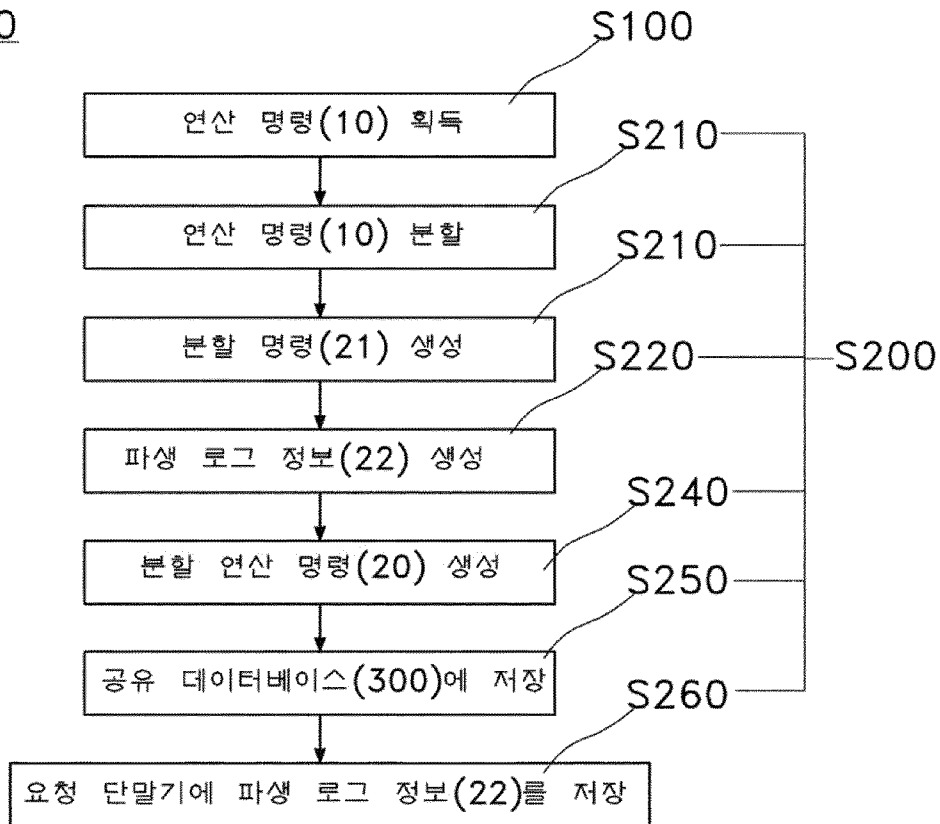 0
S100
연산 명령(10) 획득
S210
연산 명령(10) 분할
S210
분할 명령(21) 생성
S220
S200
파생 로그 정보(22) 생성
S240
분할 연산 명령(20) 생성
S250
공유 데이터베이스(300)에 저장
S260
요청 단말기에 파생 로그 정보(22)를 저장